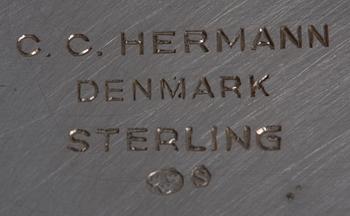 C. C. HERMANN
DENMARK
STERLING
S